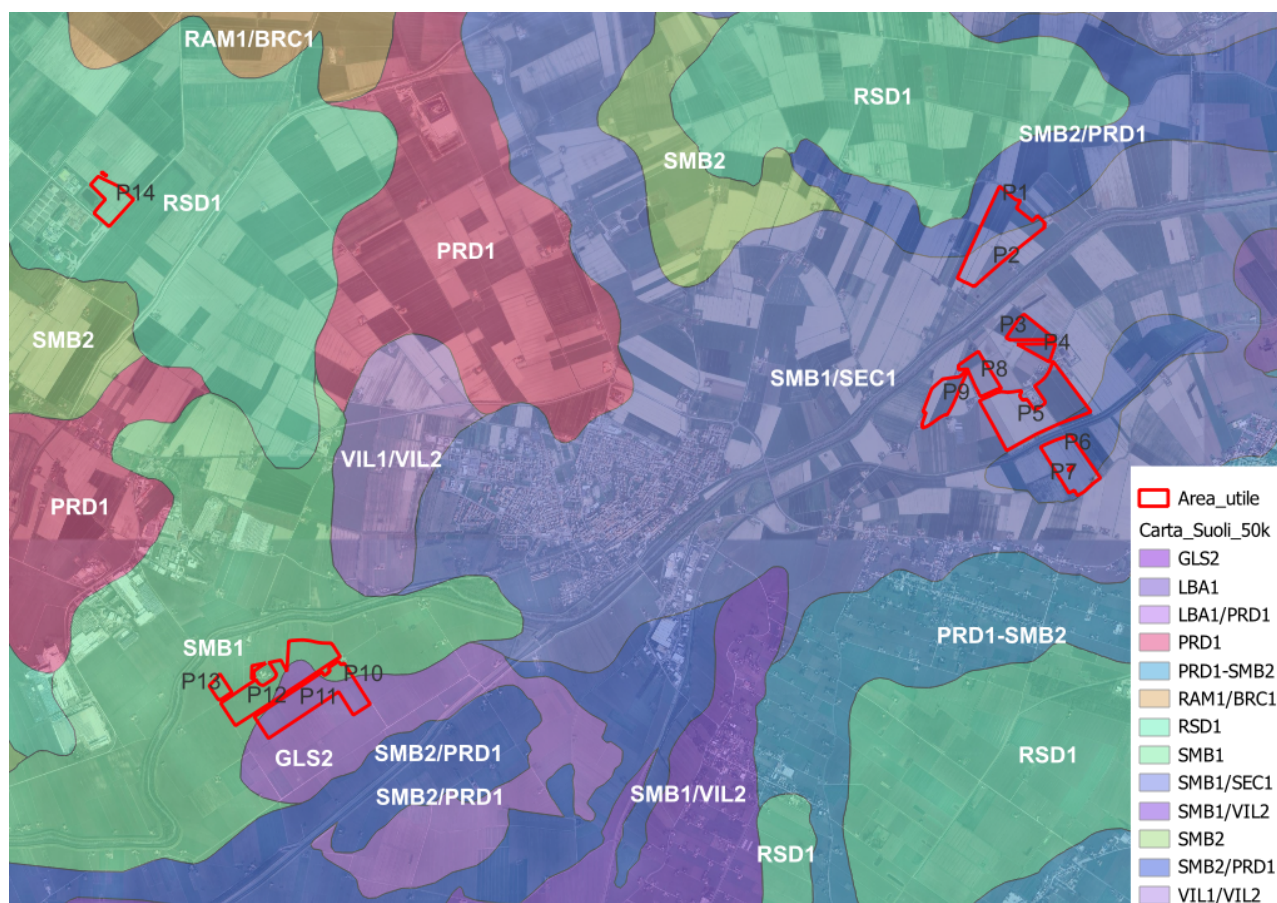 RAM1/BRC1
RSD1
SMB2/PRD1
SMB2
P14
RSD1
P1
PRD1
P2
SMB2
P3
P4
SMB1/SEC1
P8
P9
P5
VIL1/VIL2
P6
P7
PRD1
Area_utile
Carta_Suoli_50k
GLS2
LBA1
LBA1/PRD1
PRD1
PRD1-SMB2
RAM1/BRC1
RSD1
SMB1
SMB1/SEC1
SMB1/VIL2
SMB2
SMB2/PRD1
VIL1/VIL2
PRD1-SMB2
SMB1
P13
P12
P11
P10
GLS2
SMB2/PRD1
RSD1
SMB2/PRD1
SMB1/VIL2
RSD1